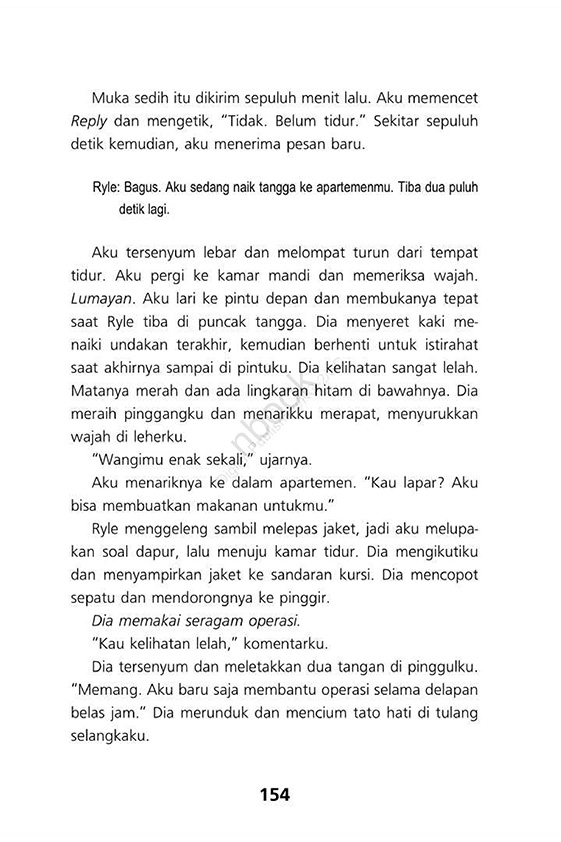 Muka sedih itu dikirim sepuluh menit lalu. Aku memencet
Reply dan mengetik, “Tidak. Belum tidur.” Sekitar sepuluh
detik kemudian, aku menerima pesan baru.
Ryle: Bagus. Aku sedang naik tangga ke apartemenmu. Tiba dua puluh
detik lagi.
Aku tersenyum lebar dan melompat turun dari tempat
tidur. Aku pergi ke kamar mandi dan memeriksa wajah.
Lumayan. Aku lari ke pintu depan dan membukanya tepat
saat Ryle tiba di puncak tangga. Dia menyeret kaki me-
naiki undakan terakhir, kemudian berhenti untuk istirahat
saat akhirnya sampai di pintuku. Dia kelihatan sangat lelah.
Matanya merah dan ada lingkaran hitam di bawahnya. Dia
meraih pinggangku dan menarikku merapat, menyurukkan
wajah di leherku.
“Wangimu enak sekali,” ujarnya.
Aku menariknya ke dalam apartemen. “Kau lapar? Aku
bisa membuatkan makanan untukmu.”
Ryle menggeleng sambil melepas jaket, jadi aku melupa-
kan soal dapur, lalu menuju kamar tidur. Dia mengikutiku
dan menyampirkan jaket ke sandaran kursi. Dia mencopot
sepatu dan mendorongnya ke pinggir.
Dia memakai seragam operasi.
“Kau kelihatan lelah,” komentarku.
Dia tersenyum dan meletakkan dua tangan di pinggulku.
“Memang. Aku baru saja membantu operasi selama delapan
belas jam.” Dia merunduk dan mencium tato hati di tulang
selangkaku.
154